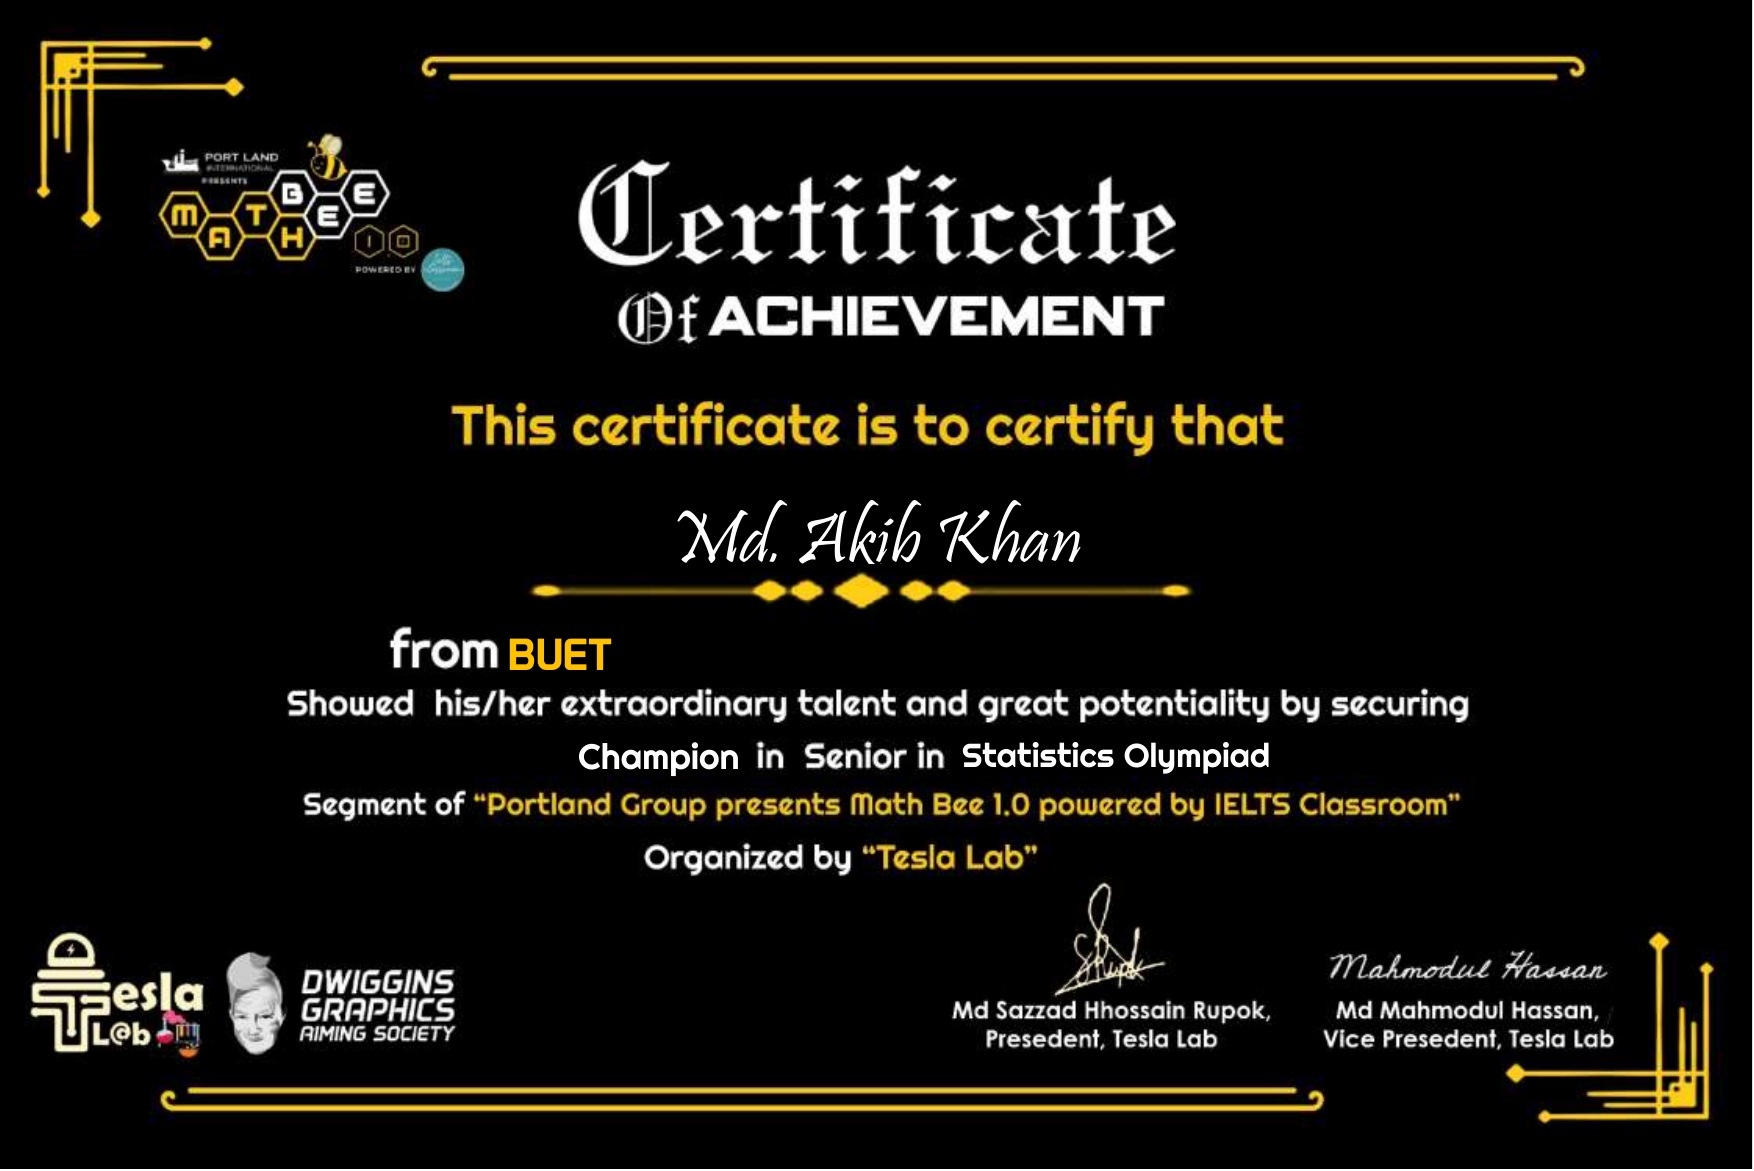 PORT LAND
INTERNATIONAL
PRESENTS
MATH BEE
1.0
POWERED BY
Certificate
Of ACHIEVEMENT
This certificate is to certify that
Md. Akib Khan
from BUET
Showed his/her extraordinary talent and great potentiality by securing
Champion in Senior in Statistics Olympiad
Segment of “Portland Group presents Math Bee 1.0 powered by IELTS Classroom”
Organized by “Tesla Lab”
Tesla
L@b
DWIGGINS
GRAPHICS
AIMING SOCIETY
Mahmodul Hassan
Md Sazzad Hhossain Rupok,
Presedent, Tesla Lab
Md Mahmodul Hassan,
Vice Presedent, Tesla Lab